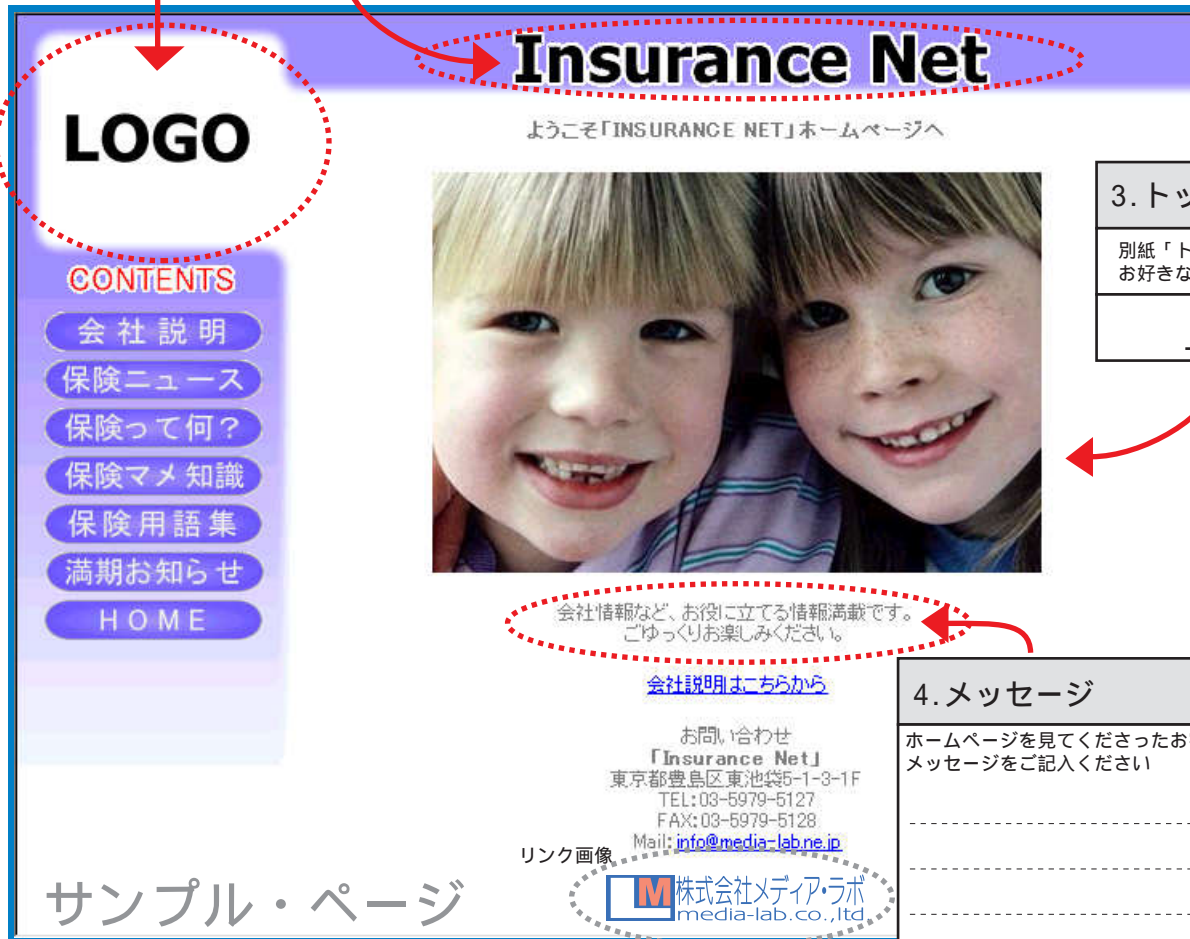 Insurance Net
LOGO
ようこそ「INSURANCE NET」ホームページへ
CONTENTS
会社説明
保険ニュース
保険って何？
保険マメ知識
保険用語集
満期お知らせ
HOME
3.トッ
別紙「ト
お好きな
会社情報など、お役に立てる情報満載です。
ごゆっくりお楽しみください。
会社説明はこちらから
お問い合わせ
「Insurance Net」
東京都豊島区東池袋5-1-3-1F
TEL:03-5979-5127
FAX:03-5979-5128
Mail:info@media-lab.ne.jp
リンク画像
M株式会社メディア・ラボ
media-lab.co.,ltd
サンプル・ページ
4.メッセージ
ホームページを見てくださったお
メッセージをご記入ください